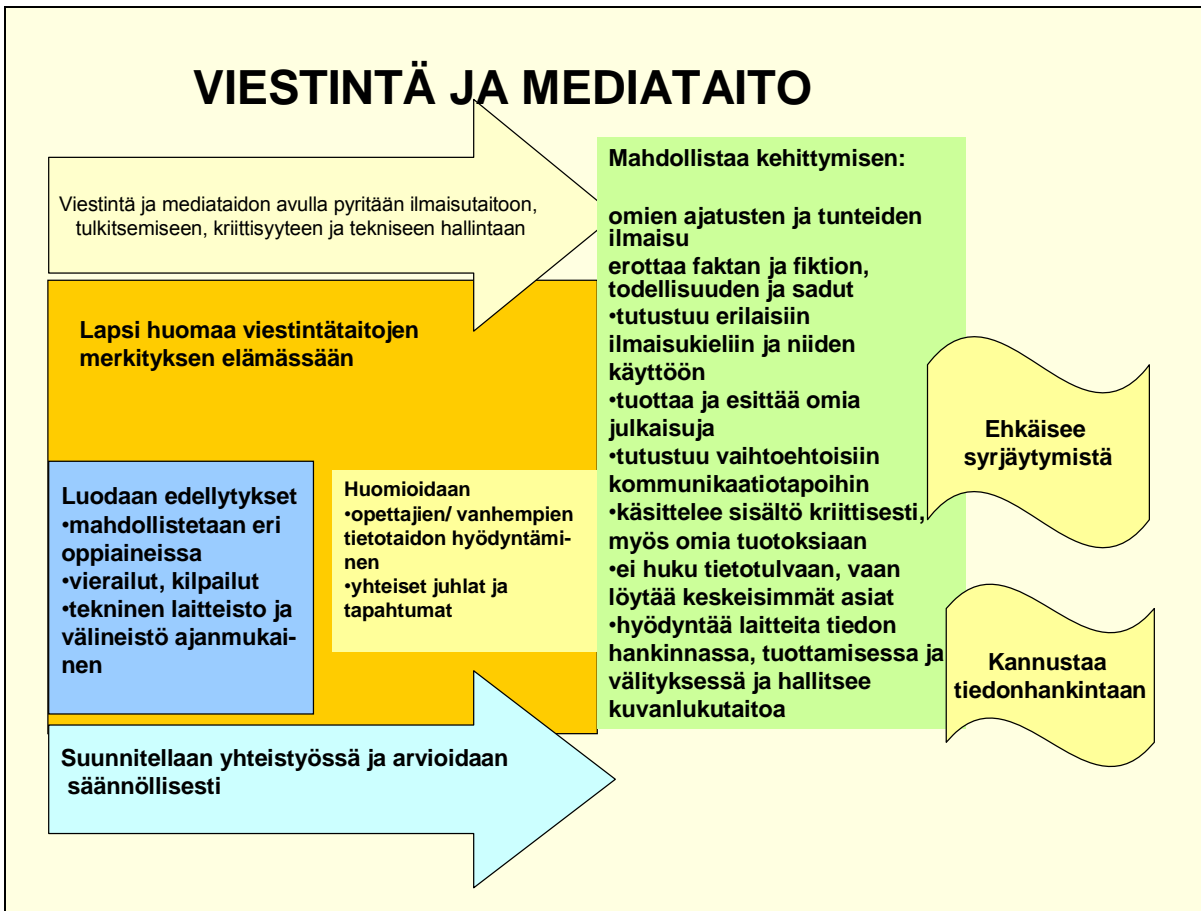 VIESTINTÄ JA MEDIATAITO
Viestintä ja mediataidon avulla pyritään ilmaisutaitoon,
tulkitsemiseen, kriittisyyteen ja tekniseen hallintaan
Lapsi huomaa viestintätaitojen
merkityksen elämässään
Luodaan edellytykset
•mahdollistetaan eri
oppiaineissa
•vierailut, kilpailut
•tekninen laitteisto ja
välineistö ajanmukai-
nen
Huomioidaan
•opettajien/ vanhempien
tietotaidon hyödyntämi-
nen
•yhteiset juhlat ja
tapahtumat
Suunnitellaan yhteistyössä ja arvioidaan
säännöllisesti
Mahdollistaa kehittymisen:
omien ajatusten ja tunteiden
ilmaisu
erottaa faktan ja fiktion,
todellisuuden ja sadut
•tutustuu erilaisiin
ilmaisukieliin ja niiden
käyttöön
•tuottaa ja esittää omia
julkaisuja
•tutustuu vaihtoehtoisiin
kommunikaatiotapoihin
•käsittelee sisältö kriittisesti,
myös omia tuotoksiaan
•ei huku tietotulvaan, vaan
löytää keskeisimmät asiat
•hyödyntää laitteita tiedon
hankinnassa, tuottamisessa ja
välityksessä ja hallitsee
kuvanlukutaitoa
Ehkäisee
syrjäytymistä
Kannustaa
tiedonhankintaan